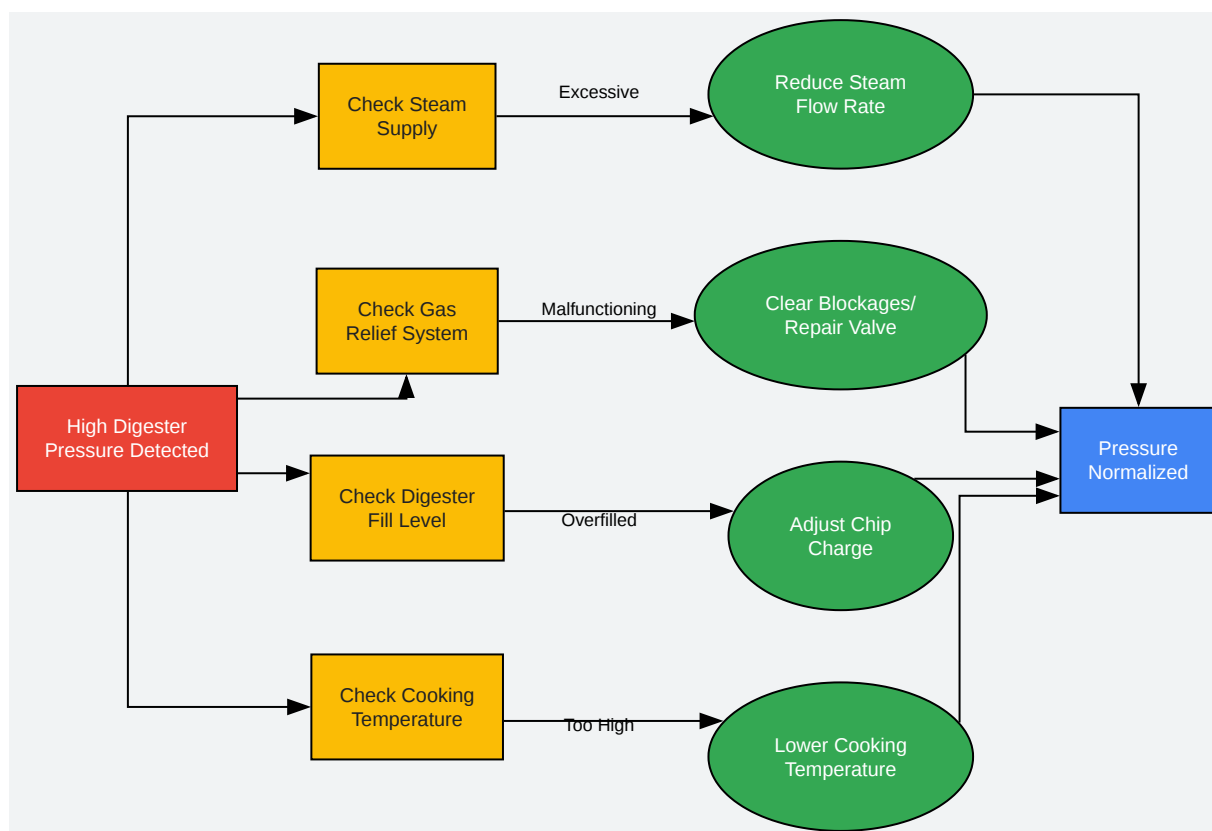 Check Steam
Supply
Excessive
Reduce Steam
Flow Rate
Check Gas
Relief System
Malfunctioning
Clear Blockages/
Repair Valve
High Digester
Pressure Detected
Check Digester
Fill Level
Overfilled
Adjust Chip
Charge
Pressure
Normalized
Check Cooking
Temperature
Too High
Lower Cooking
Temperature